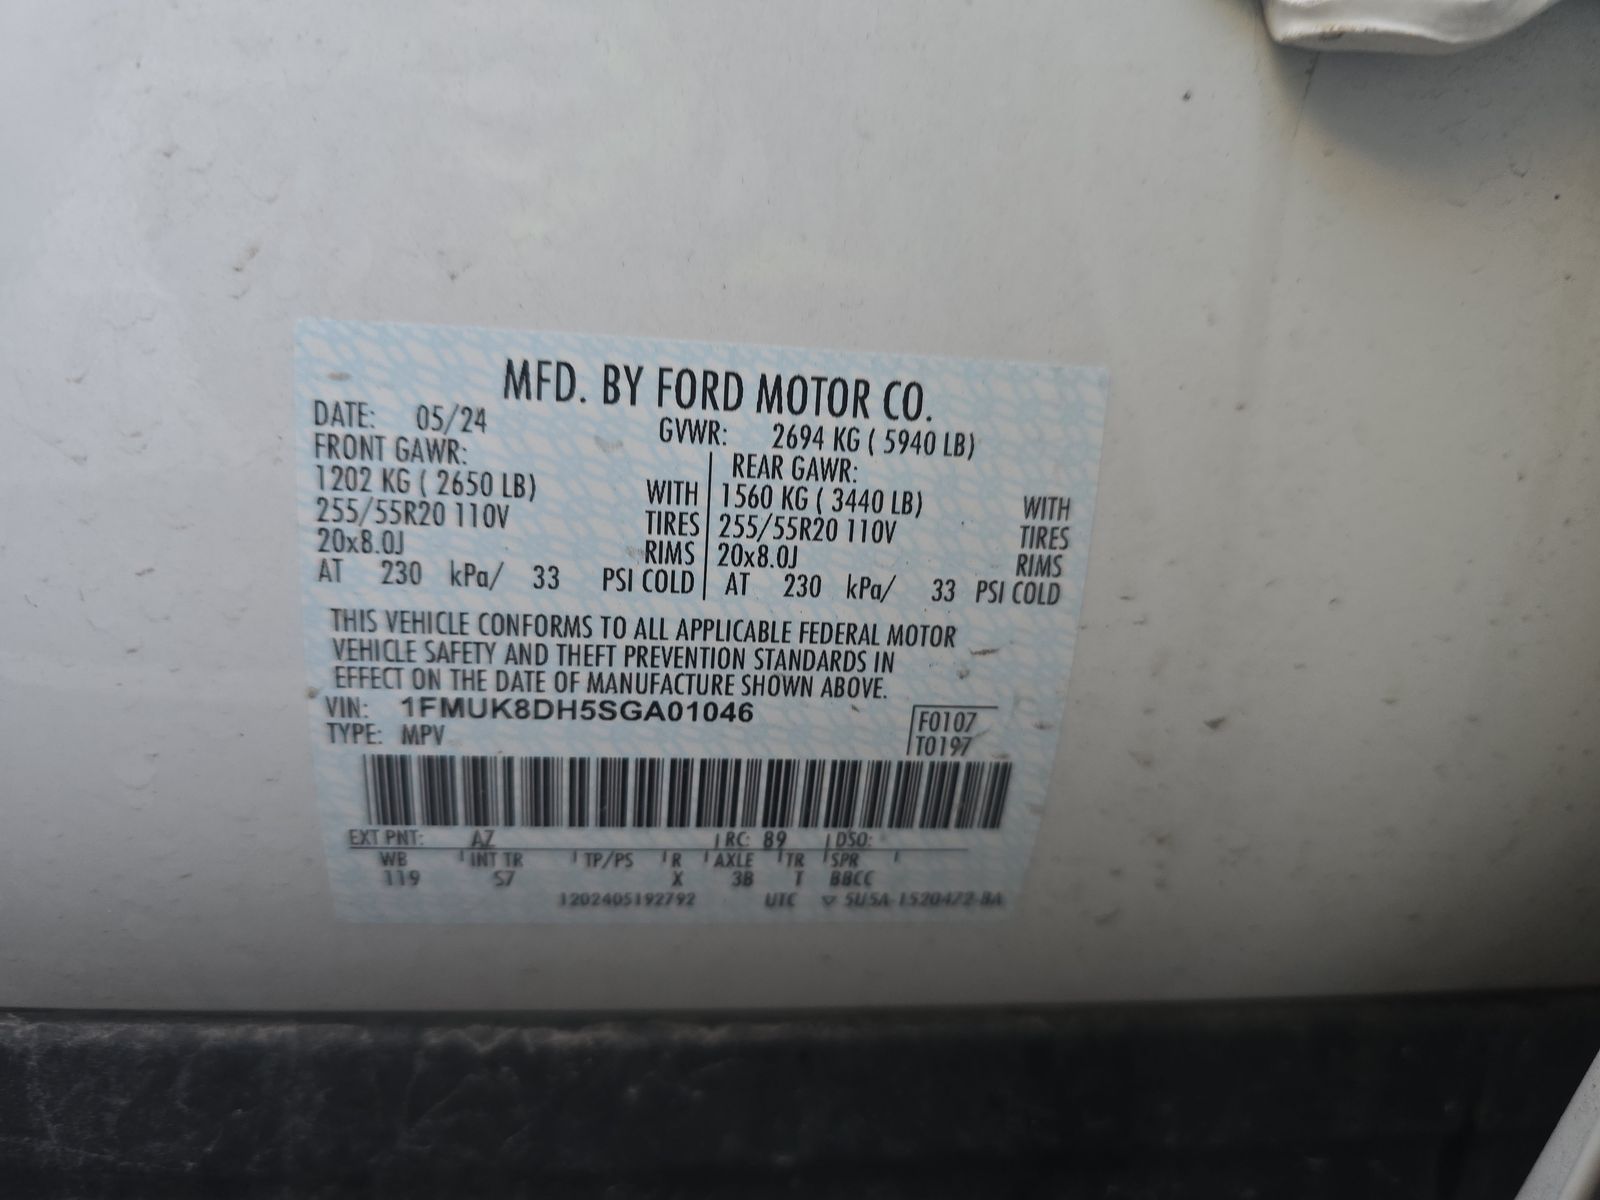 MFD. BY FORD MOTOR CO.
DATE: 05/24
GVWR: 2694 KG ( 5940 LB)
FRONT GAWR:
1202 KG ( 2650 LB) WITH
255/55R20 110V TIRES
20x8.0J RIMS
AT 230 kPa/ 33 PSI COLD
REAR GAWR:
1560 KG ( 3440 LB) WITH
255/55R20 110V TIRES
20x8.0J RIMS
AT 230 kPa/ 33 PSI COLD
THIS VEHICLE CONFORMS TO ALL APPLICABLE FEDERAL MOTOR
VEHICLE SAFETY AND THEFT PREVENTION STANDARDS IN
EFFECT ON THE DATE OF MANUFACTURE SHOWN ABOVE.
VIN: 1FMUK8DH5SGA01046
TYPE: MPV
F0107
T0197
EXT PNT: AZ RC: 89 DSO:
WB INT TR TP/PS R AXLE TR SPR
119 S7 X 3B T BBCC
1202405192792 UTC ▽ 5U5A-1520472-BA